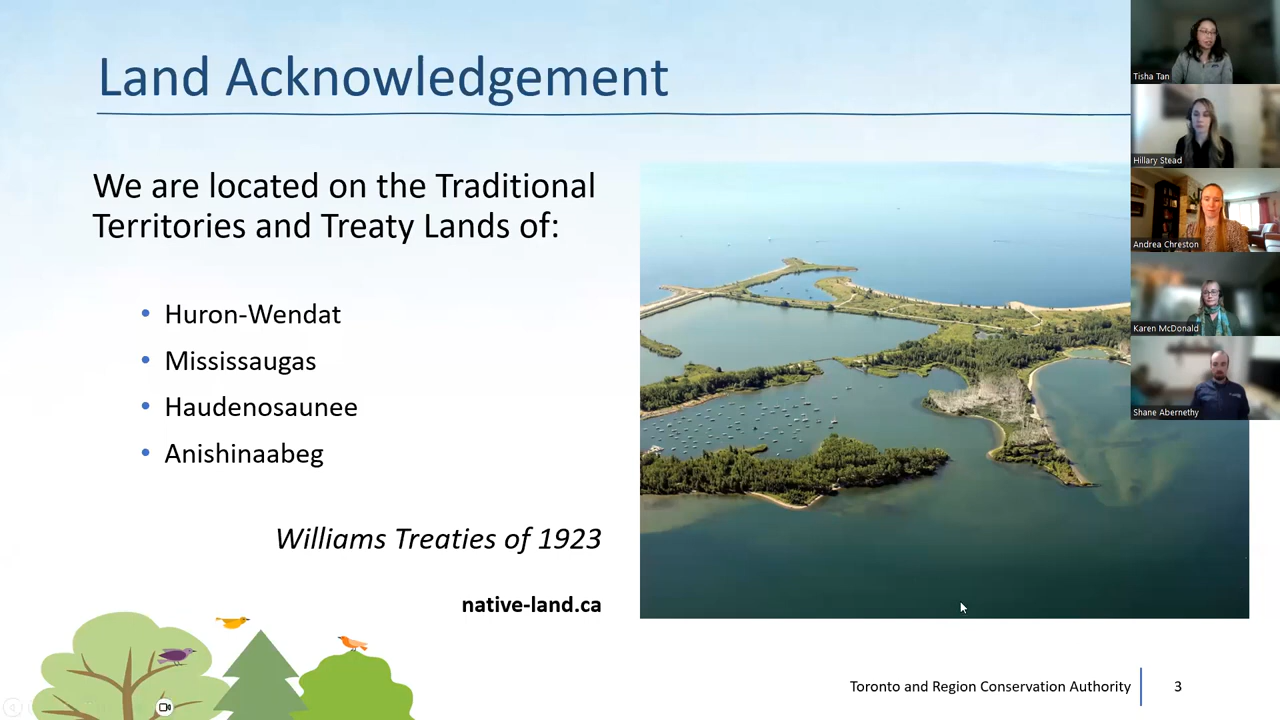 Land Acknowledgement
We are located on the Traditional
Territories and Treaty Lands of:
• Huron-Wendat
• Mississaugas
• Haudenosaunee
• Anishinaabeg
Williams Treaties of 1923
native-land.ca
Toronto and Region Conservation Authority
3
Tisha Tan
Hillary Stead
Andrea Chreston
Karen McDonald
Shane Abernethy